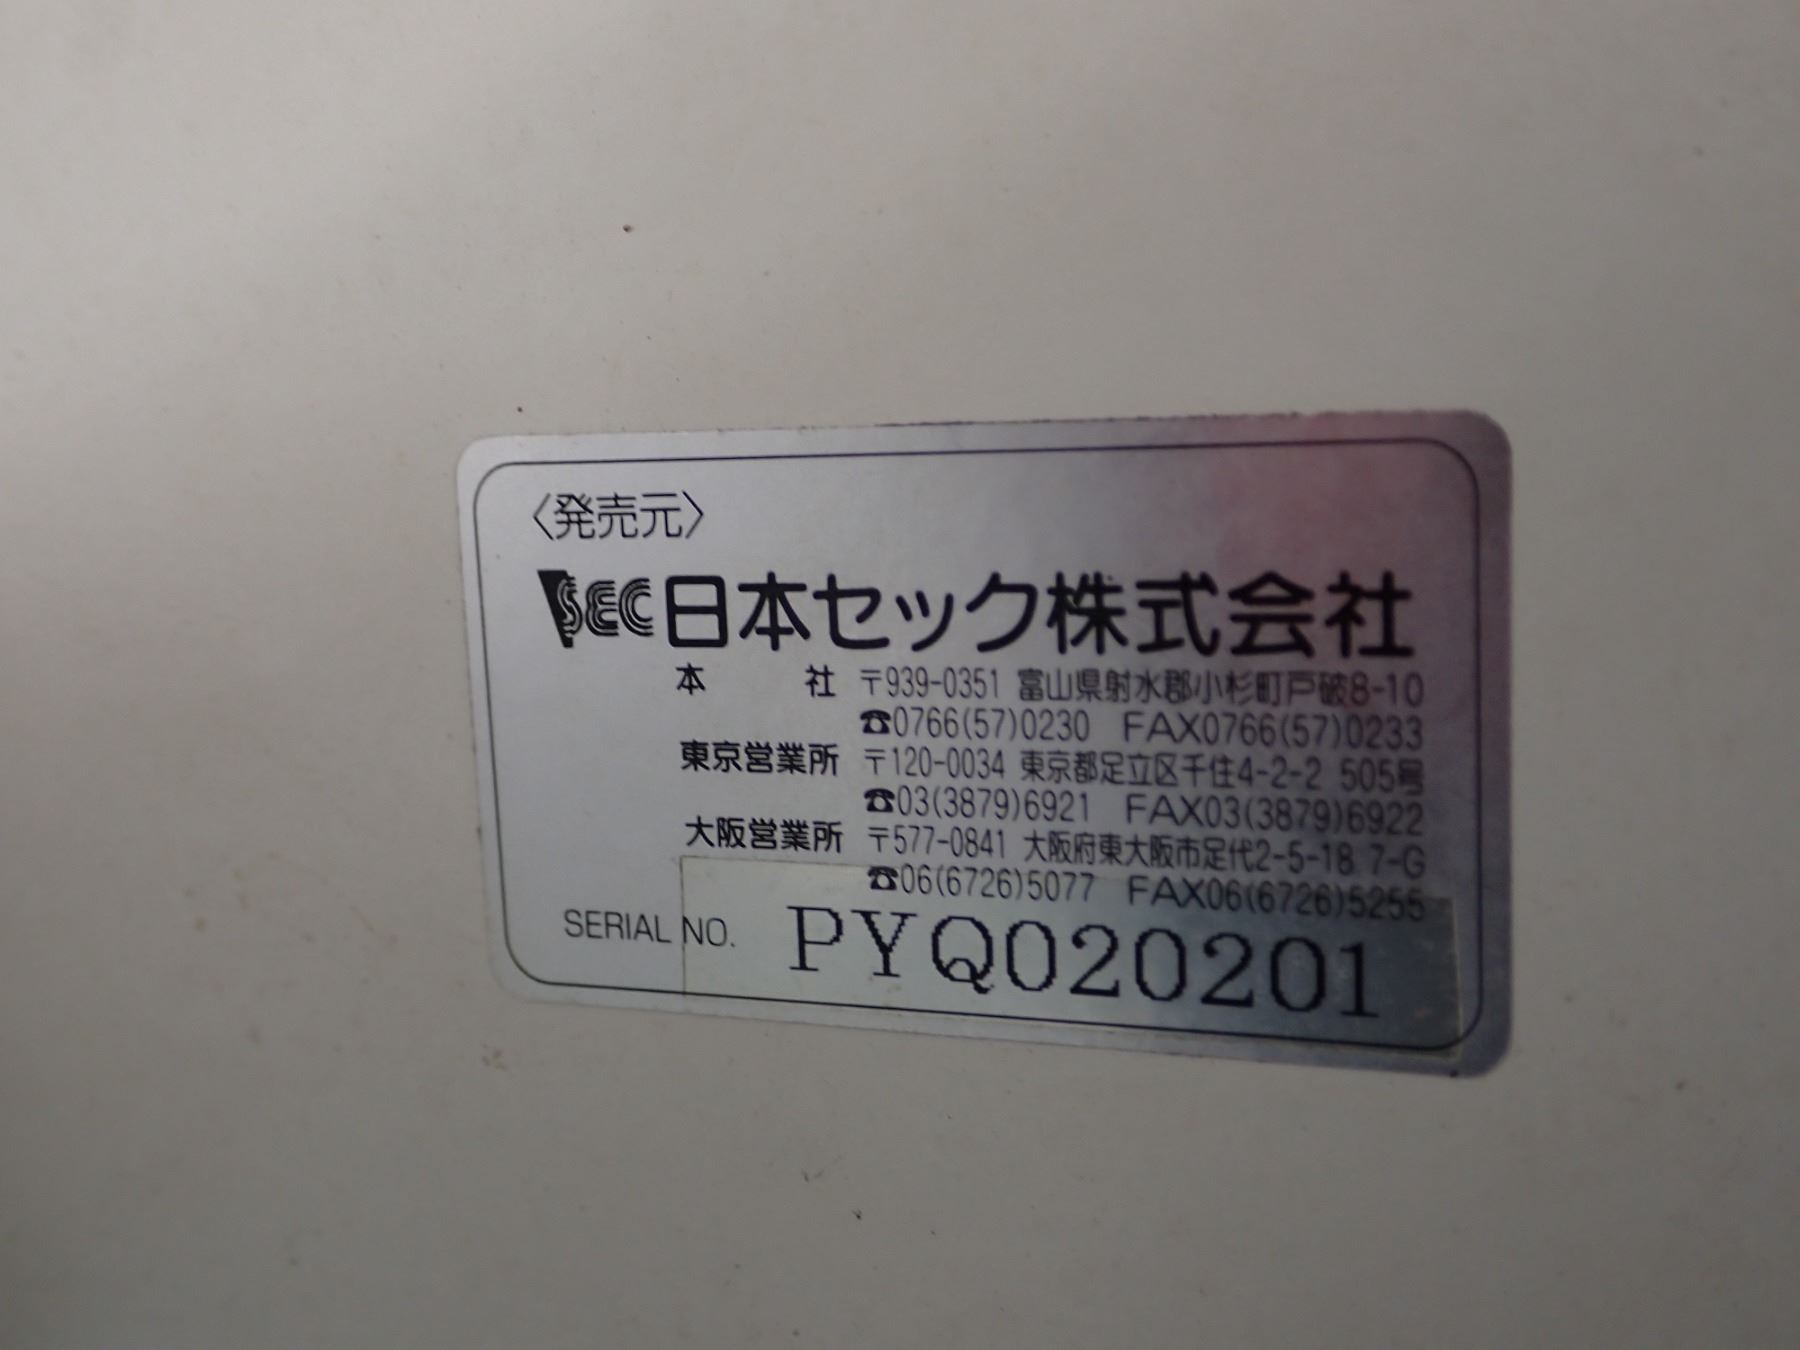 〈発売元〉
SEC 日本セック株式会社
本 社 〒939-0351 富山県射水郡小杉町戸破8-10
☎0766(57)0230 FAX0766(57)0233
東京営業所 〒120-0034 東京都足立区千住4-2-2 505号
☎03(3879)6921 FAX03(3879)6922
大阪営業所 〒577-0841 大阪府東大阪市足代2-5-18 7-G
☎06(6726)5077 FAX06(6726)5255
SERIAL NO. PYQ020201